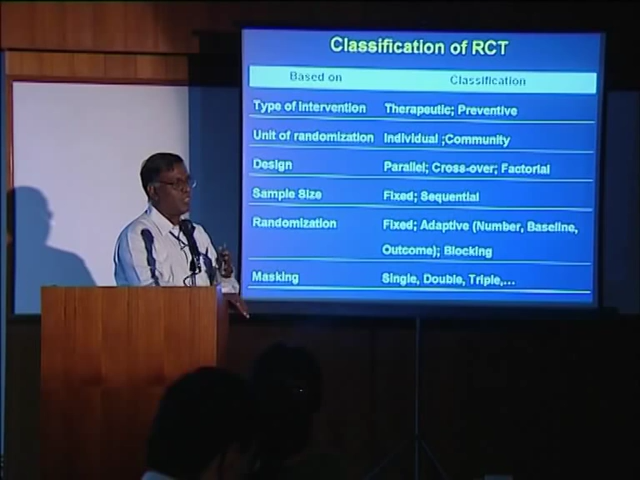 Classification of RCT
Based on Classification
Type of intervention Therapeutic; Preventive
Unit of randomization Individual ;Community
Design Parallel; Cross-over; Factorial
Sample Size Fixed; Sequential
Randomization Fixed; Adaptive (Number, Baseline,
Outcome); Blocking
Masking Single, Double, Triple,...